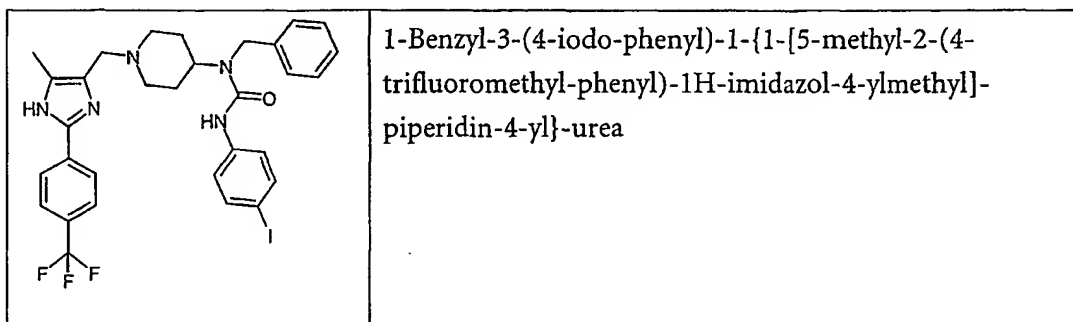 1-Benzyl-3-(4-iodo-phenyl)-1-{1-[5-methyl-2-(4-
trifluoromethyl-phenyl)-1H-imidazol-4-ylmethyl]-
piperidin-4-yl}-urea
N
N
O
HN
N
HN
I
F
F
F